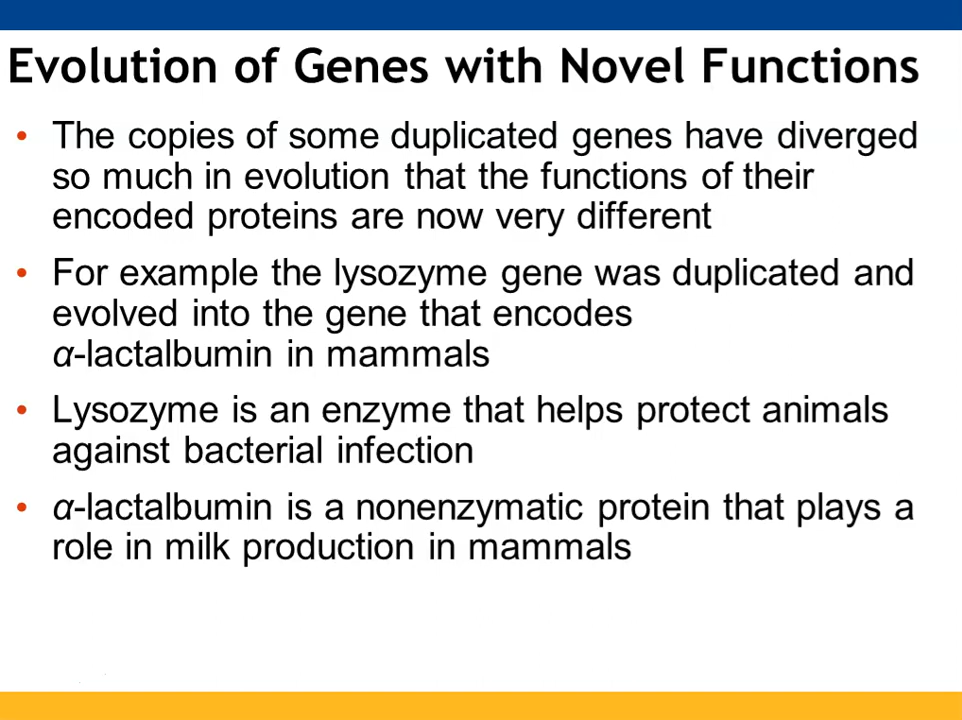 Evolution of Genes with Novel Functions
• The copies of some duplicated genes have diverged
so much in evolution that the functions of their
encoded proteins are now very different
• For example the lysozyme gene was duplicated and
evolved into the gene that encodes
α-lactalbumin in mammals
• Lysozyme is an enzyme that helps protect animals
against bacterial infection
• α-lactalbumin is a nonenzymatic protein that plays a
role in milk production in mammals